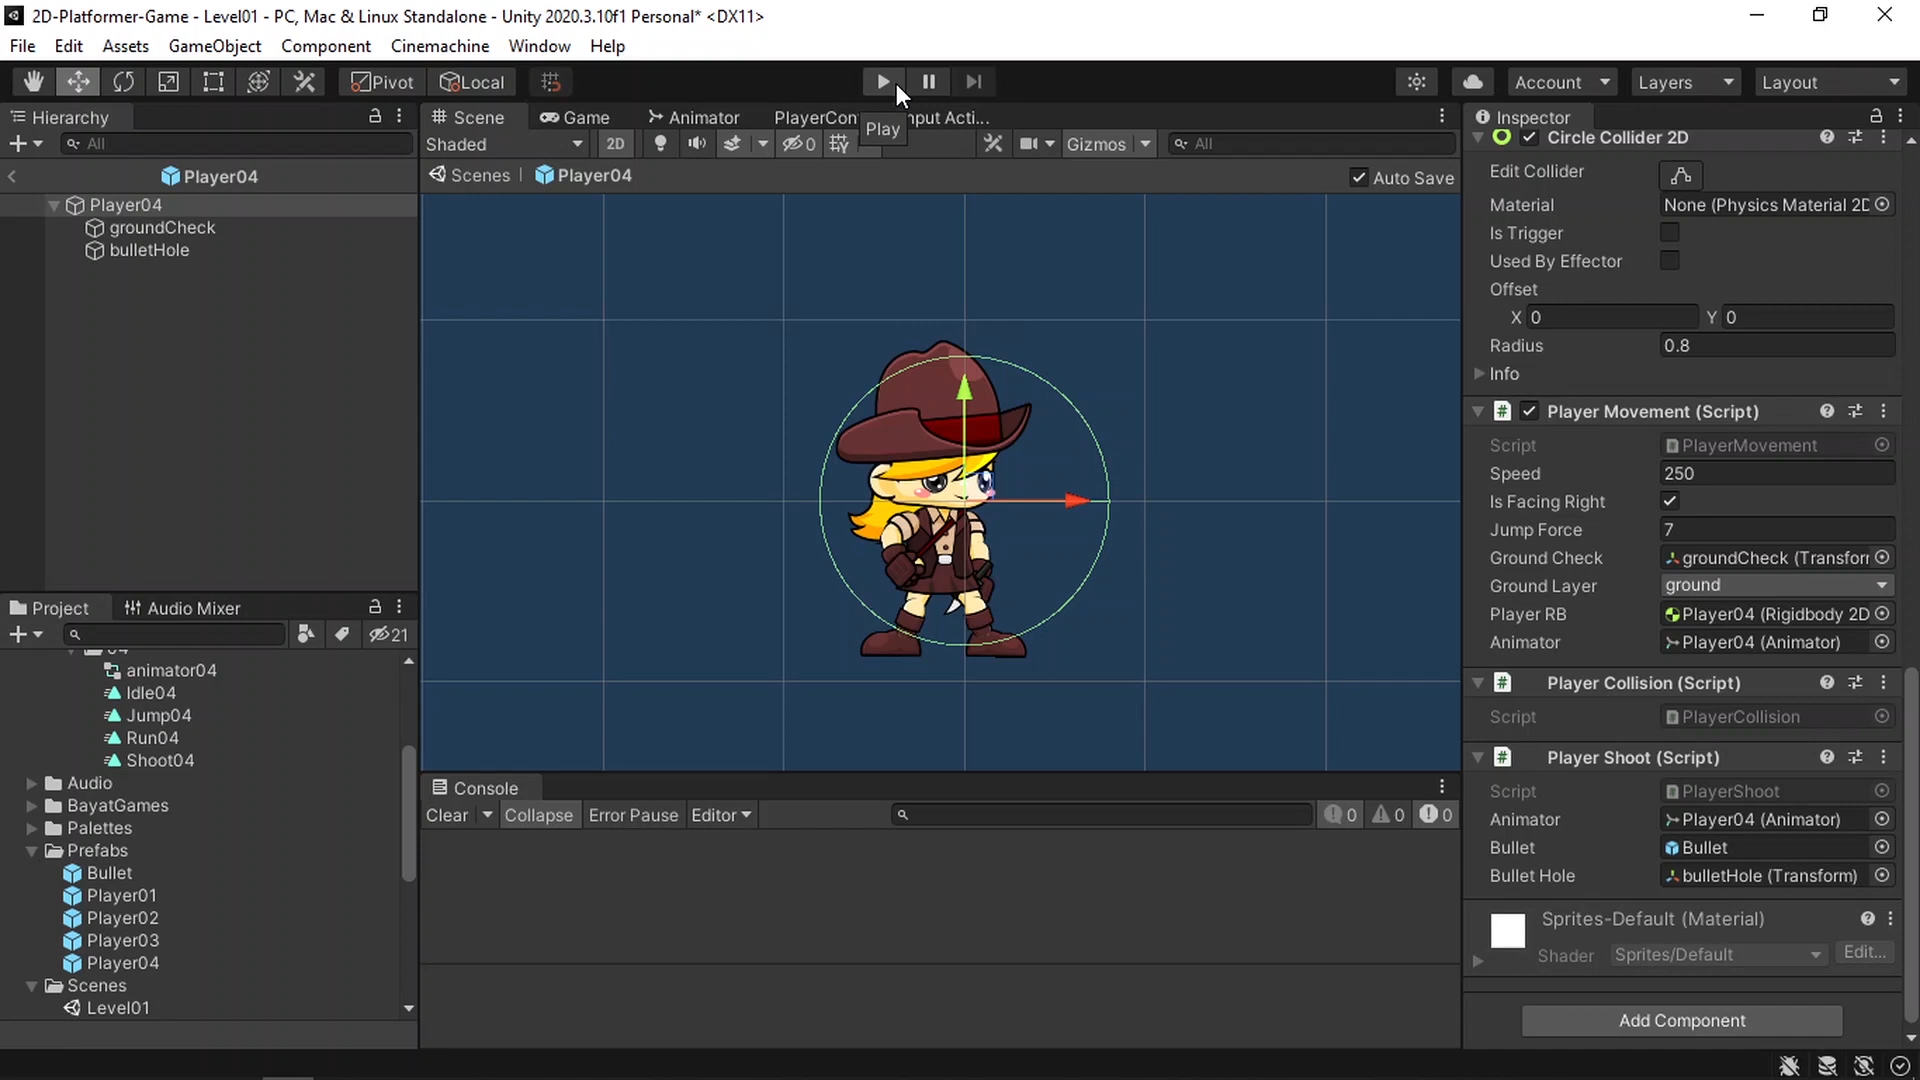 2D-Platformer-Game - Level01 - PC, Mac & Linux Standalone - Unity 2020.3.10f1 Personal* <DX11>
File Edit Assets GameObject Component Cinemachine Window Help
Pivot Local Account Layers Layout
Hierarchy
All
Player04
Player04
groundCheck
bulletHole
Scene Game Animator PlayerCon nput Acti...
Play
Shaded 2D 0 Gizmos All
Scenes Player04 Auto Save
Project Audio Mixer
21
04
animator04
Idle04
Jump04
Run04
Shoot04
Audio
BayatGames
Palettes
Prefabs
Bullet
Player01
Player02
Player03
Player04
Scenes
Level01
Console
Clear Collapse Error Pause Editor 0 0 0
Inspector
Circle Collider 2D
Edit Collider
Material None (Physics Material 2D
Is Trigger
Used By Effector
Offset
X 0 Y 0
Radius 0.8
Info
# Player Movement (Script)
Script PlayerMovement
Speed 250
Is Facing Right
Jump Force 7
Ground Check groundCheck (Transform
Ground Layer ground
Player RB Player04 (Rigidbody 2D
Animator Player04 (Animator)
# Player Collision (Script)
Script PlayerCollision
# Player Shoot (Script)
Script PlayerShoot
Animator Player04 (Animator)
Bullet Bullet
Bullet Hole bulletHole (Transform)
Sprites-Default (Material)
Shader Sprites/Default Edit...
Add Component